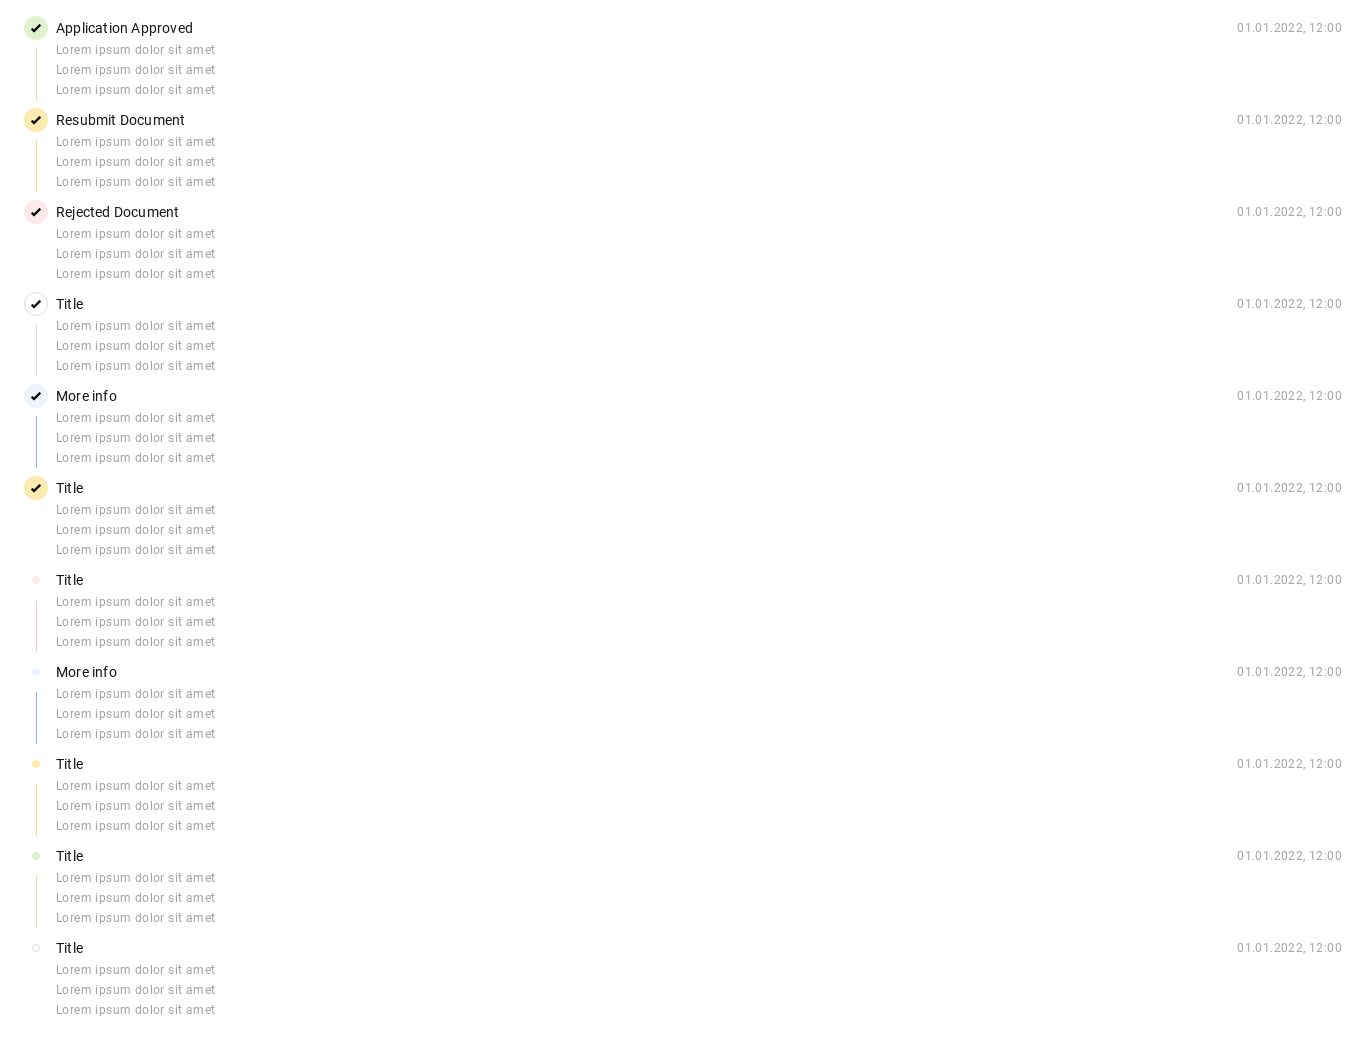 Application Approved 01.01.2022, 12:00
Lorem ipsum dolor sit amet
Lorem ipsum dolor sit amet
Lorem ipsum dolor sit amet
Resubmit Document 01.01.2022, 12:00
Lorem ipsum dolor sit amet
Lorem ipsum dolor sit amet
Lorem ipsum dolor sit amet
Rejected Document 01.01.2022, 12:00
Lorem ipsum dolor sit amet
Lorem ipsum dolor sit amet
Lorem ipsum dolor sit amet
Title 01.01.2022, 12:00
Lorem ipsum dolor sit amet
Lorem ipsum dolor sit amet
Lorem ipsum dolor sit amet
More info 01.01.2022, 12:00
Lorem ipsum dolor sit amet
Lorem ipsum dolor sit amet
Lorem ipsum dolor sit amet
Title 01.01.2022, 12:00
Lorem ipsum dolor sit amet
Lorem ipsum dolor sit amet
Lorem ipsum dolor sit amet
Title 01.01.2022, 12:00
Lorem ipsum dolor sit amet
Lorem ipsum dolor sit amet
Lorem ipsum dolor sit amet
More info 01.01.2022, 12:00
Lorem ipsum dolor sit amet
Lorem ipsum dolor sit amet
Lorem ipsum dolor sit amet
Title 01.01.2022, 12:00
Lorem ipsum dolor sit amet
Lorem ipsum dolor sit amet
Lorem ipsum dolor sit amet
Title 01.01.2022, 12:00
Lorem ipsum dolor sit amet
Lorem ipsum dolor sit amet
Lorem ipsum dolor sit amet
Title 01.01.2022, 12:00
Lorem ipsum dolor sit amet
Lorem ipsum dolor sit amet
Lorem ipsum dolor sit amet